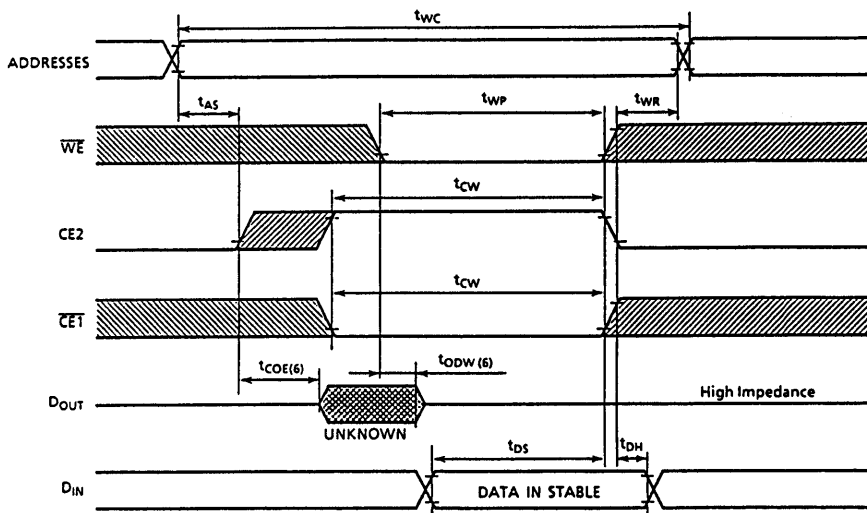 tWC
ADDRESSES
tAS
tWP
tWR
WE
tCW
CE2
tCW
CE1
tCOE(6)
tODW (6)
DOUT
High Impedance
UNKNOWN
tDS
tDH
DIN
DATA IN STABLE